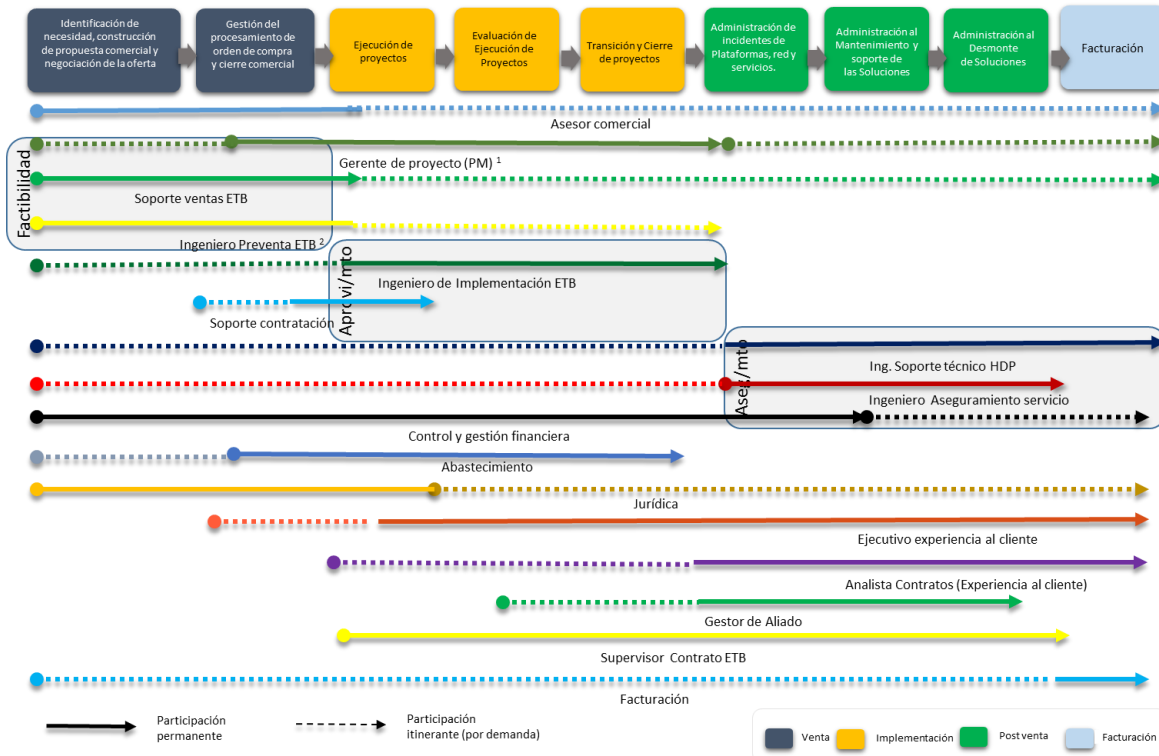 Identificación de
necesidad, construcción
de propuesta comercial y
negociación de la oferta
Gestión del
procesamiento de
orden de compra
y cierre comercial
Ejecución de
proyectos
Evaluación de
Ejecución de
Proyectos
Transición y Cierre
de proyectos
Administración de
incidentes de
Plataformas, red y
servicios.
Administración al
Mantenimiento y
soporte de
las Soluciones
Administración al
Desmonte
de Soluciones
Facturación
Asesor comercial
Factibilidad
Gerente de proyecto (PM) 1
Soporte ventas ETB
Ingeniero Preventa ETB 2
Aprovi/mto
Ingeniero de Implementación ETB
Soporte contratación
Aseg/mto
Ing. Soporte técnico HDP
Ingeniero Aseguramiento servicio
Control y gestión financiera
Abastecimiento
Jurídica
Ejecutivo experiencia al cliente
Analista Contratos (Experiencia al cliente)
Gestor de Aliado
Supervisor Contrato ETB
Facturación
Participación
permanente
Participación
itinerante (por demanda)
Venta
Implementación
Post venta
Facturación